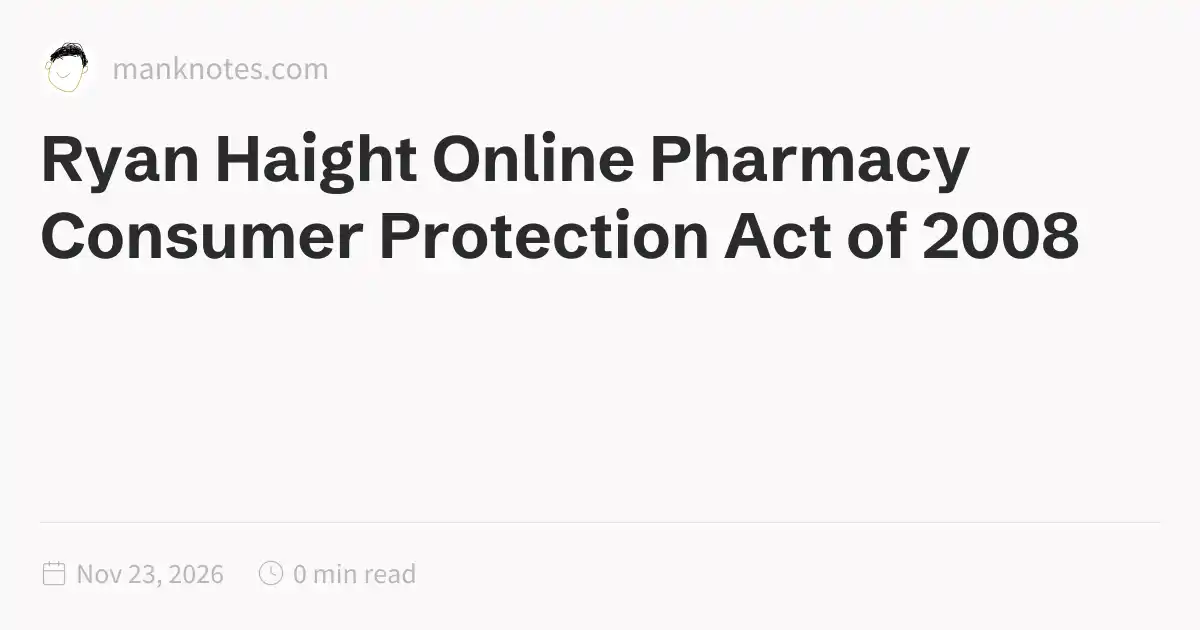 manknotes.com
Ryan Haight Online Pharmacy
Consumer Protection Act of 2008
Nov 23, 2026 0 min read